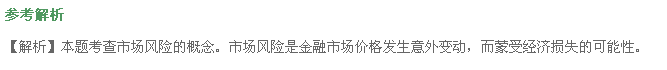 参考解析
【解析】本题考查市场风险的概念。市场风险是金融市场价格发生意外变动，而蒙受经济损失的可能性。